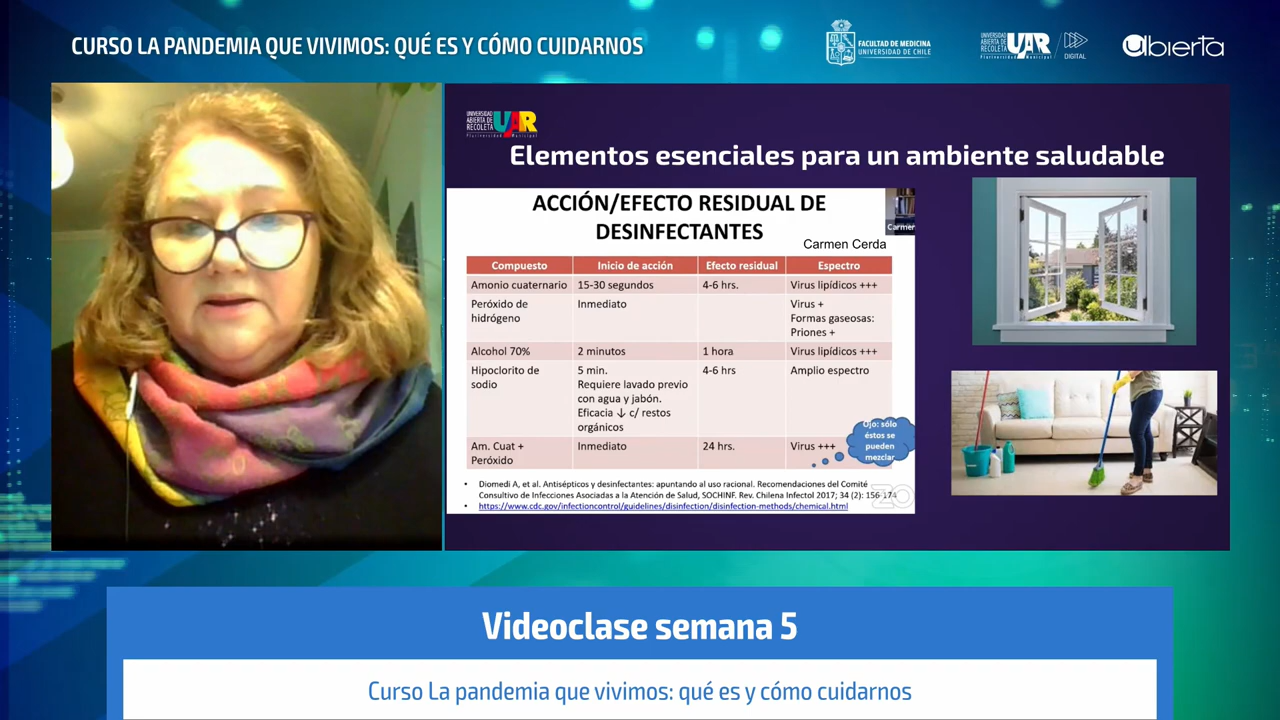 CURSO LA PANDEMIA QUE VIVIMOS: QUÉ ES Y CÓMO CUIDARNOS
FACULTAD DE MEDICINA
UNIVERSIDAD DE CHILE
UNIVERSIDAD
ABIERTA DE
RECOLETA
UAR
Pluriversidad Municipal
DIGITAL
uabierta
UNIVERSIDAD
ABIERTA DE
RECOLETA
UAR
Pluriversidad Municipal
Elementos esenciales para un ambiente saludable
ACCIÓN/EFECTO RESIDUAL DE
DESINFECTANTES
Carmen
Carmen Cerda
Compuesto Inicio de acción Efecto residual Espectro
Amonio cuaternario 15-30 segundos 4-6 hrs. Virus lipídicos +++
Peróxido de Inmediato Virus +
hidrógeno Formas gaseosas:
Priones +
Alcohol 70% 2 minutos 1 hora Virus lipídicos +++
Hipoclorito de 5 min. 4-6 hrs Amplio espectro
sodio Requiere lavado previo
con agua y jabón.
Eficacia ↓ c/ restos
orgánicos
Am. Cuat + Inmediato 24 hrs. Virus +++
Peróxido
Ojo: sólo
éstos se
pueden
mezclar
• Diomedi A, et al. Antisépticos y desinfectantes: apuntando al uso racional. Recomendaciones del Comité
Consultivo de Infecciones Asociadas a la Atención de Salud, SOCHINF. Rev. Chilena Infectol 2017; 34 (2): 156-174
• https://www.cdc.gov/infectioncontrol/guidelines/disinfection/disinfection-methods/chemical.html
Videoclase semana 5
Curso La pandemia que vivimos: qué es y cómo cuidarnos